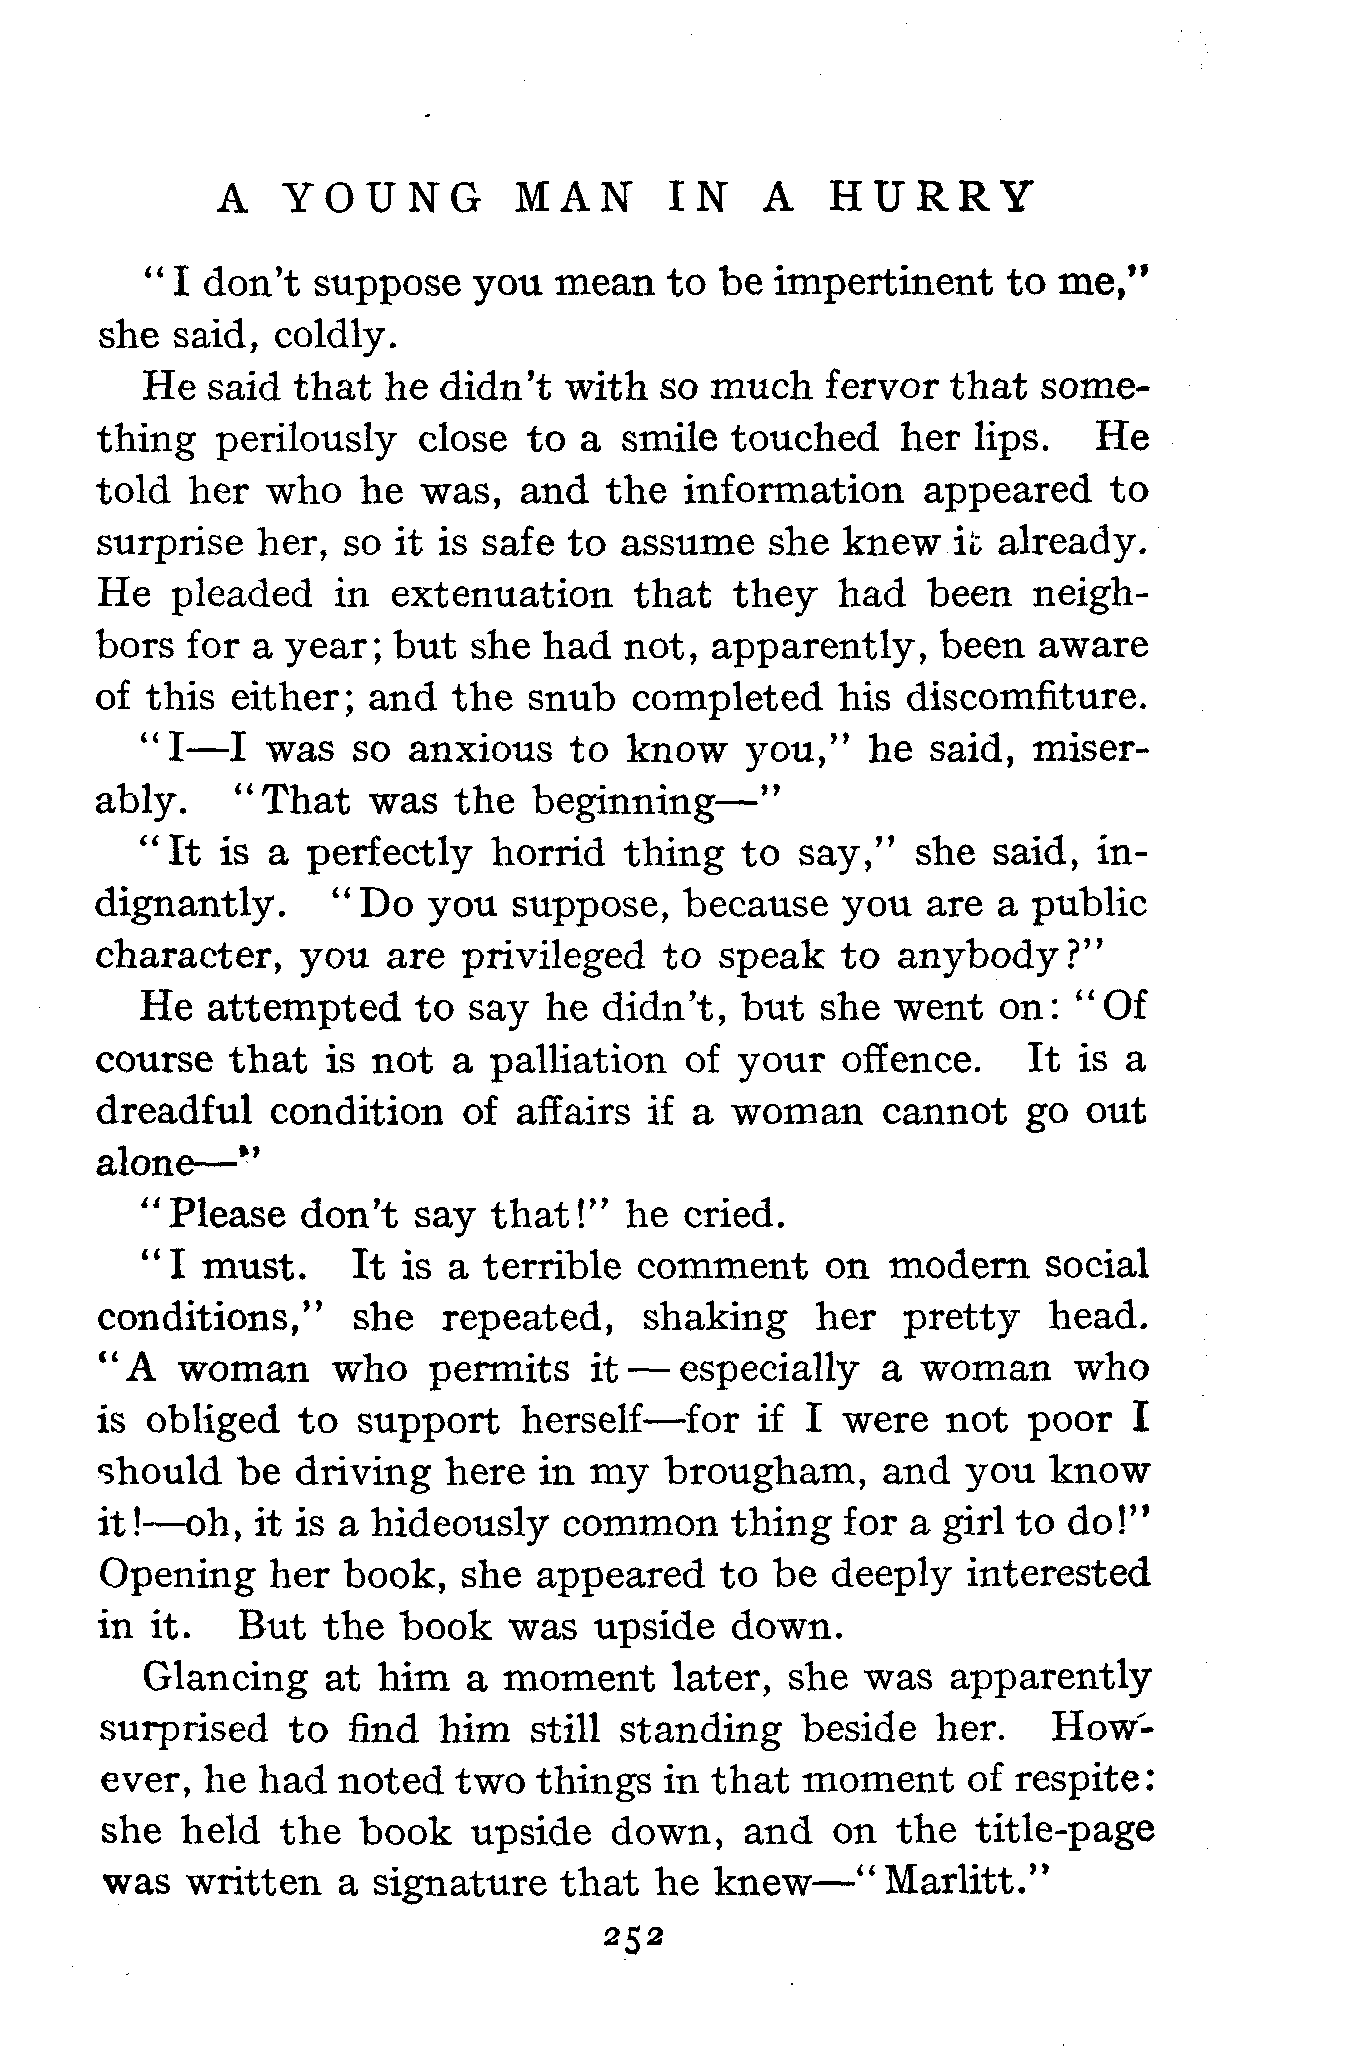 A YOUNG MAN IN A HURRY
"I don't suppose you mean to be impertinent to me,"
she said, coldly.
He said that he didn't with so much fervor that some-
thing perilously close to a smile touched her lips. He
told her who he was, and the information appeared to
surprise her, so it is safe to assume she knew it already.
He pleaded in extenuation that they had been neigh-
bors for a year; but she had not, apparently, been aware
of this either; and the snub completed his discomfiture.
"I—I was so anxious to know you," he said, miser-
ably. "That was the beginning—"
"It is a perfectly horrid thing to say," she said, in-
dignantly. "Do you suppose, because you are a public
character, you are privileged to speak to anybody?"
He attempted to say he didn't, but she went on: "Of
course that is not a palliation of your offence. It is a
dreadful condition of affairs if a woman cannot go out
alone—"
"Please don't say that!" he cried.
"I must. It is a terrible comment on modern social
conditions," she repeated, shaking her pretty head.
"A woman who permits it—especially a woman who
is obliged to support herself—for if I were not poor I
should be driving here in my brougham, and you know
it!—oh, it is a hideously common thing for a girl to do!"
Opening her book, she appeared to be deeply interested
in it. But the book was upside down.
Glancing at him a moment later, she was apparently
surprised to find him still standing beside her. How-
ever, he had noted two things in that moment of respite:
she held the book upside down, and on the title-page
was written a signature that he knew—"Marlitt."
252